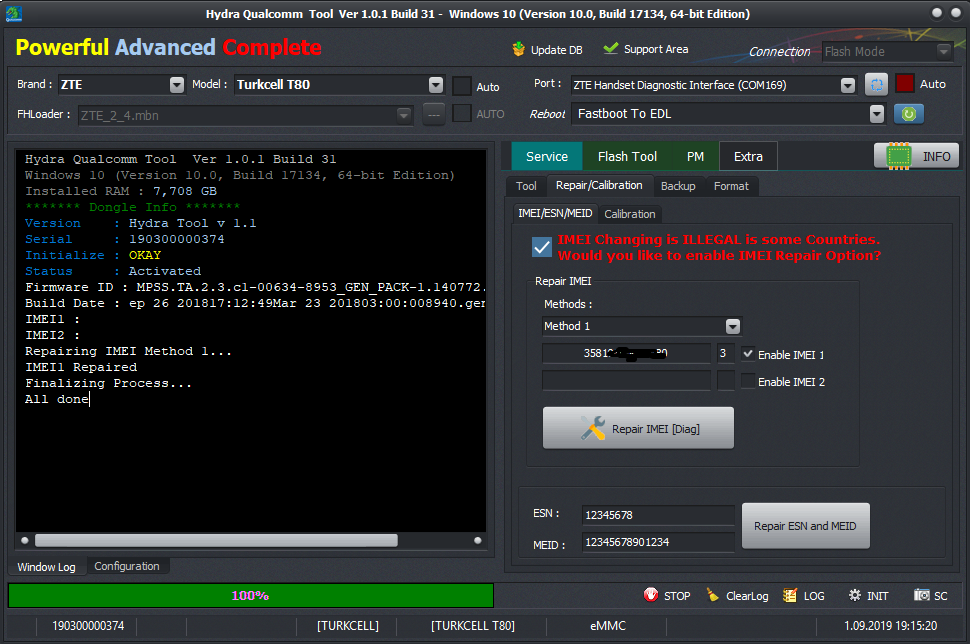 Hydra Qualcomm Tool Ver 1.0.1 Build 31 - Windows 10 (Version 10.0, Build 17134, 64-bit Edition)
Powerful Advanced Complete
Update DB
Support Area
Connection
Flash Mode
Brand :
ZTE
Model :
Turkcell T80
Auto
Port :
ZTE Handset Diagnostic Interface (COM169)
Auto
FHLoader :
ZTE_2_4.mbn
---
AUTO
Reboot
Fastboot To EDL
Hydra Qualcomm Tool Ver 1.0.1 Build 31
Windows 10 (Version 10.0, Build 17134, 64-bit Edition)
Installed RAM : 7,708 GB
******* Dongle Info *******
Version : Hydra Tool v 1.1
Serial : 190300000374
Initialize : OKAY
Status : Activated
Firmware ID : MPSS.TA.2.3.c1-00634-8953_GEN_PACK-1.140772.
Build Date : ep 26 201817:12:49Mar 23 201803:00:008940.gen
IMEI1 :
IMEI2 :
Repairing IMEI Method 1...
IMEI1 Repaired
Finalizing Process...
All done
Window Log
Configuration
Service
Flash Tool
PM
Extra
INFO
Tool
Repair/Calibration
Backup
Format
IMEI/ESN/MEID
Calibration
IMEI Changing is ILLEGAL is some Countries.
Would you like to enable IMEI Repair Option?
Repair IMEI
Methods :
Method 1
3
Enable IMEI 1
Enable IMEI 2
Repair IMEI [Diag]
ESN :
12345678
MEID :
12345678901234
Repair ESN and MEID
100%
STOP
ClearLog
LOG
INIT
SC
190300000374
[TURKCELL]
[TURKCELL T80]
eMMC
1.09.2019 19:15:20